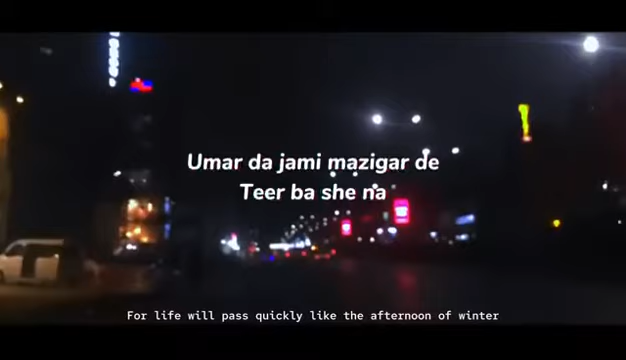 Umar da jami mazigar de
Teer ba she na
For life will pass quickly like the afternoon of winter